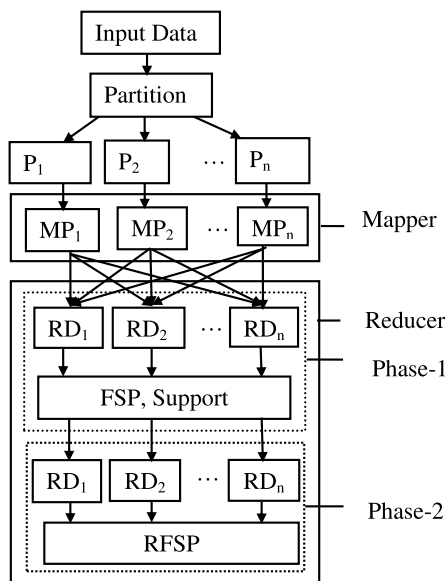 Input Data
Partition
P₁ P₂ … Pₙ
MP₁ MP₂ … MPₙ Mapper
Reducer
RD₁ RD₂ … RDₙ
Phase-1
FSP, Support
RD₁ RD₂ … RDₙ
Phase-2
RFSP